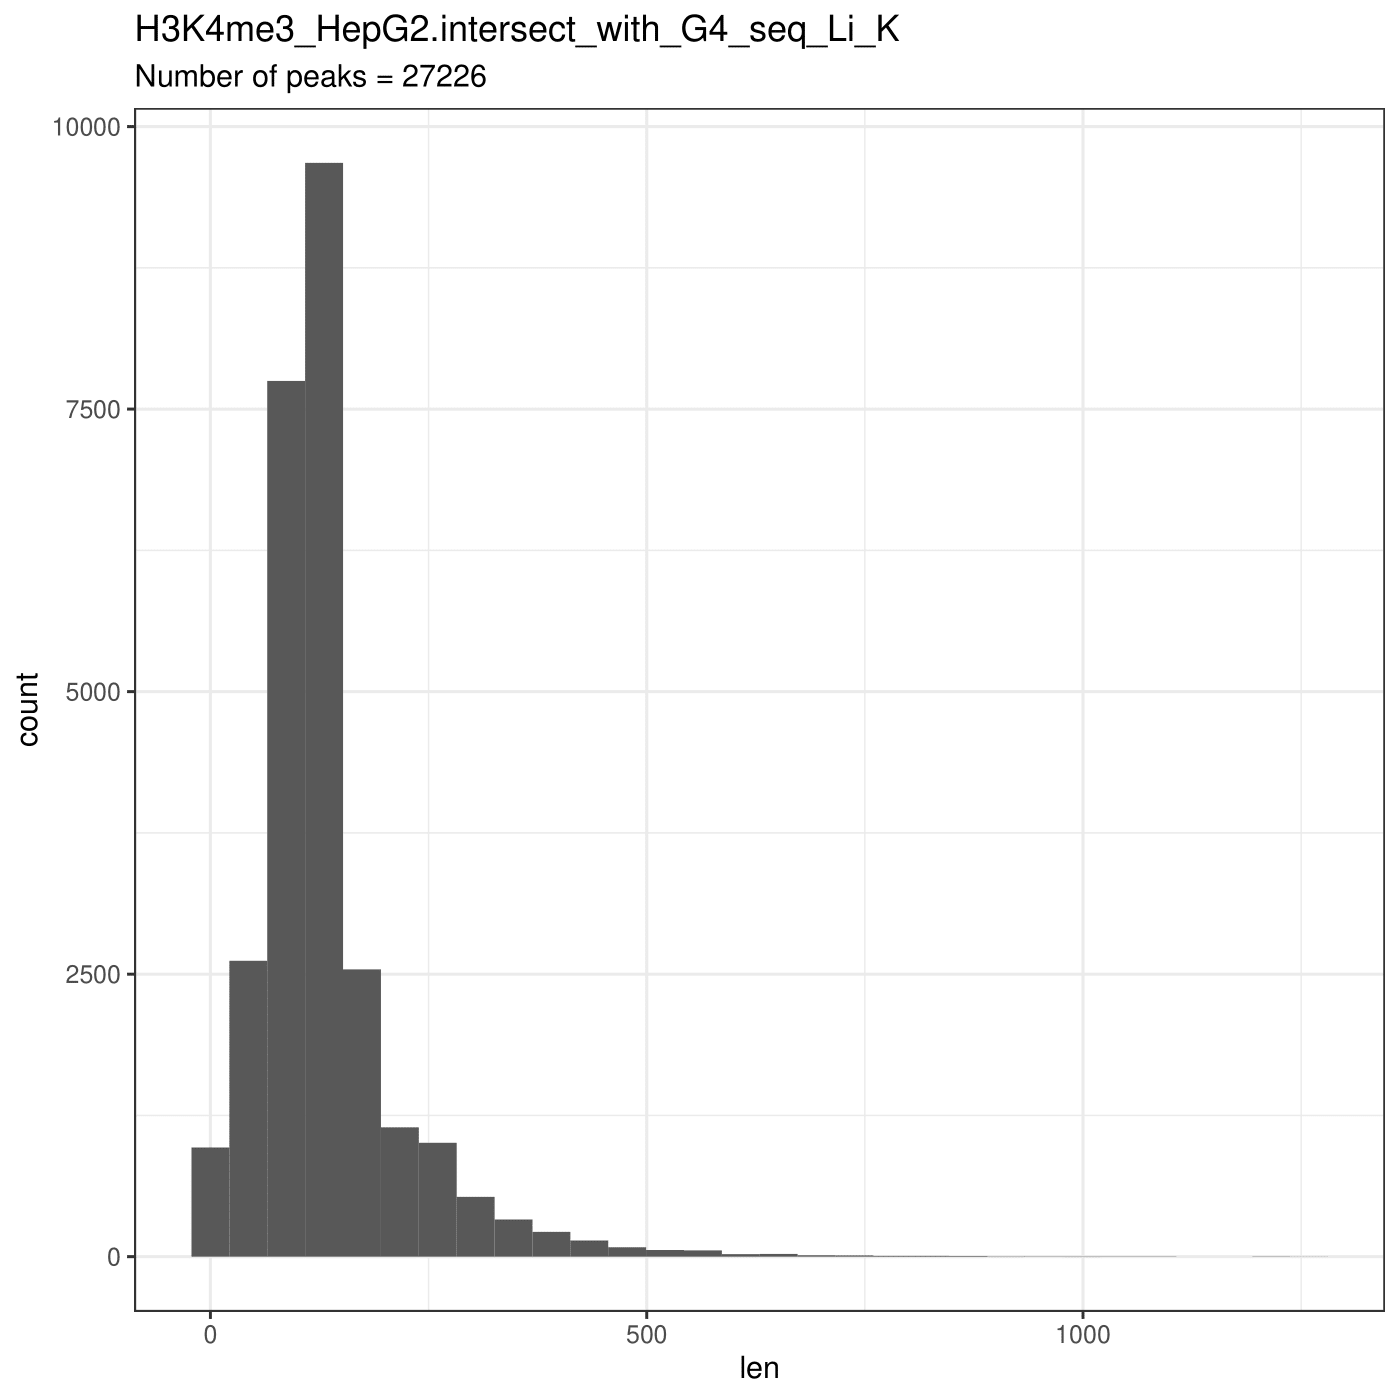 H3K4me3_HepG2.intersect_with_G4_seq_Li_K
Number of peaks = 27226
10000
7500
5000
2500
0
count
0
500
1000
len